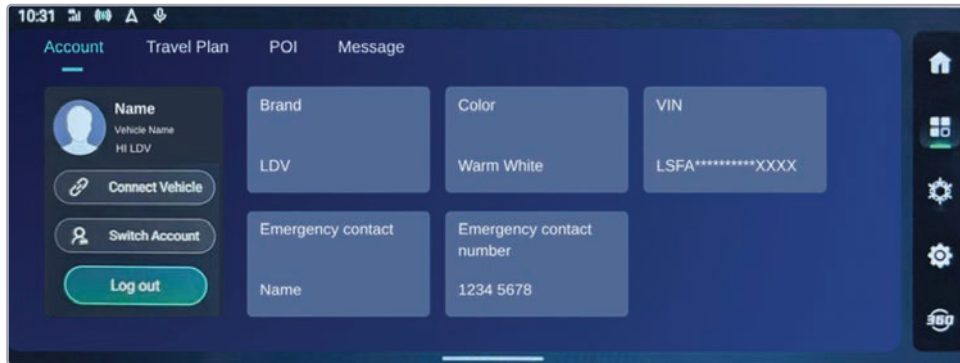 10:31
Account Travel Plan POI Message
Name
Vehicle Name
HI LDV
Connect Vehicle
Switch Account
Log out
Brand
LDV
Color
Warm White
VIN
LSFA**********XXXX
Emergency contact
Name
Emergency contact
number
1234 5678
360